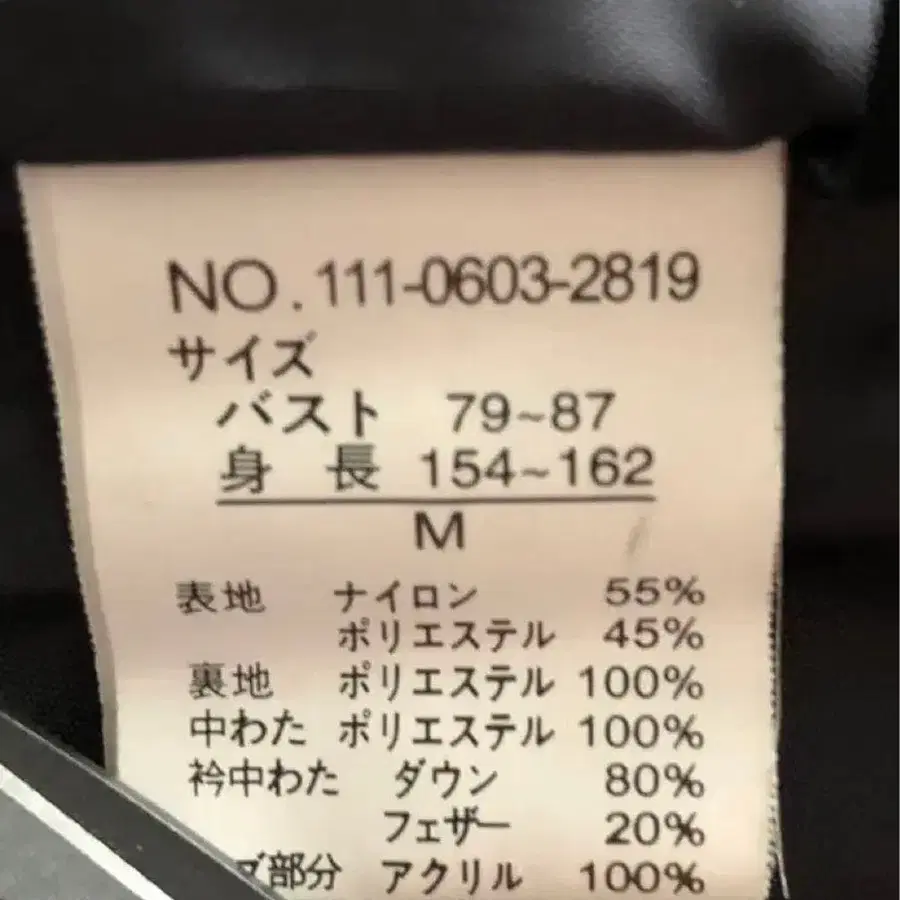 NO. 111-0603-2819
サイズ
バスト 79~87
身 長 154~162
M
表地 ナイロン 55%
ポリエステル 45%
裏地 ポリエステル 100%
中わた ポリエステル 100%
衿中わた ダウン 80%
フェザー 20%
部分 アクリル 100%